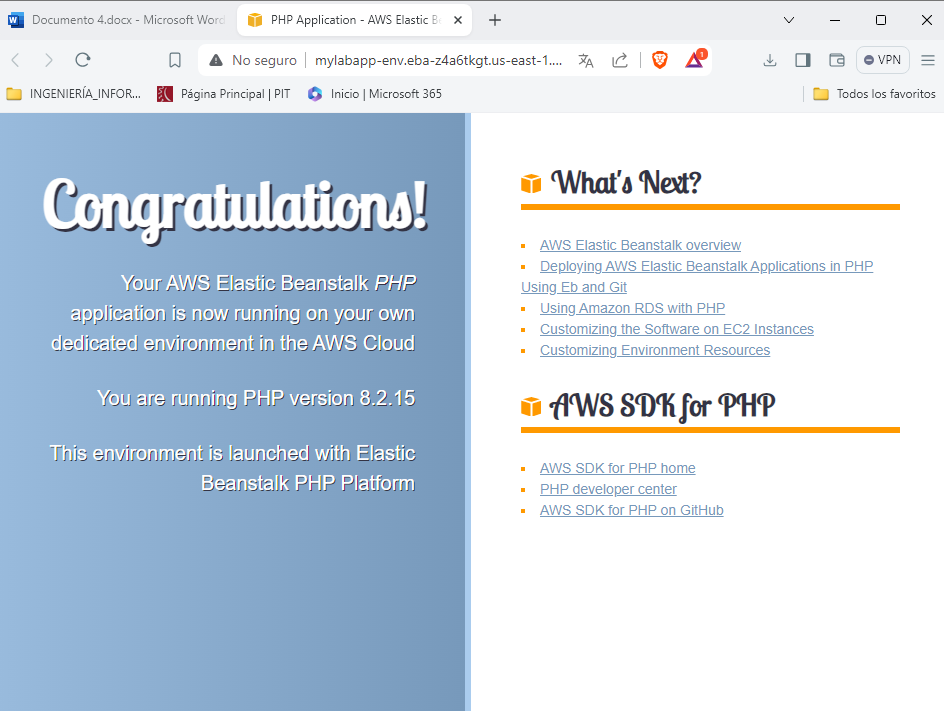 Documento 4.docx - Microsoft Word
PHP Application - AWS Elastic B
No seguro
mylabapp-env.eba-z4a6tkgt.us-east-1....
1
VPN
INGENIERÍA_INFOR...
Página Principal | PIT
Inicio | Microsoft 365
Todos los favoritos
Congratulations!
Your AWS Elastic Beanstalk PHP
application is now running on your own
dedicated environment in the AWS Cloud
You are running PHP version 8.2.15
This environment is launched with Elastic
Beanstalk PHP Platform
What's Next?
AWS Elastic Beanstalk overview
Deploying AWS Elastic Beanstalk Applications in PHP
Using Eb and Git
Using Amazon RDS with PHP
Customizing the Software on EC2 Instances
Customizing Environment Resources
AWS SDK for PHP
AWS SDK for PHP home
PHP developer center
AWS SDK for PHP on GitHub